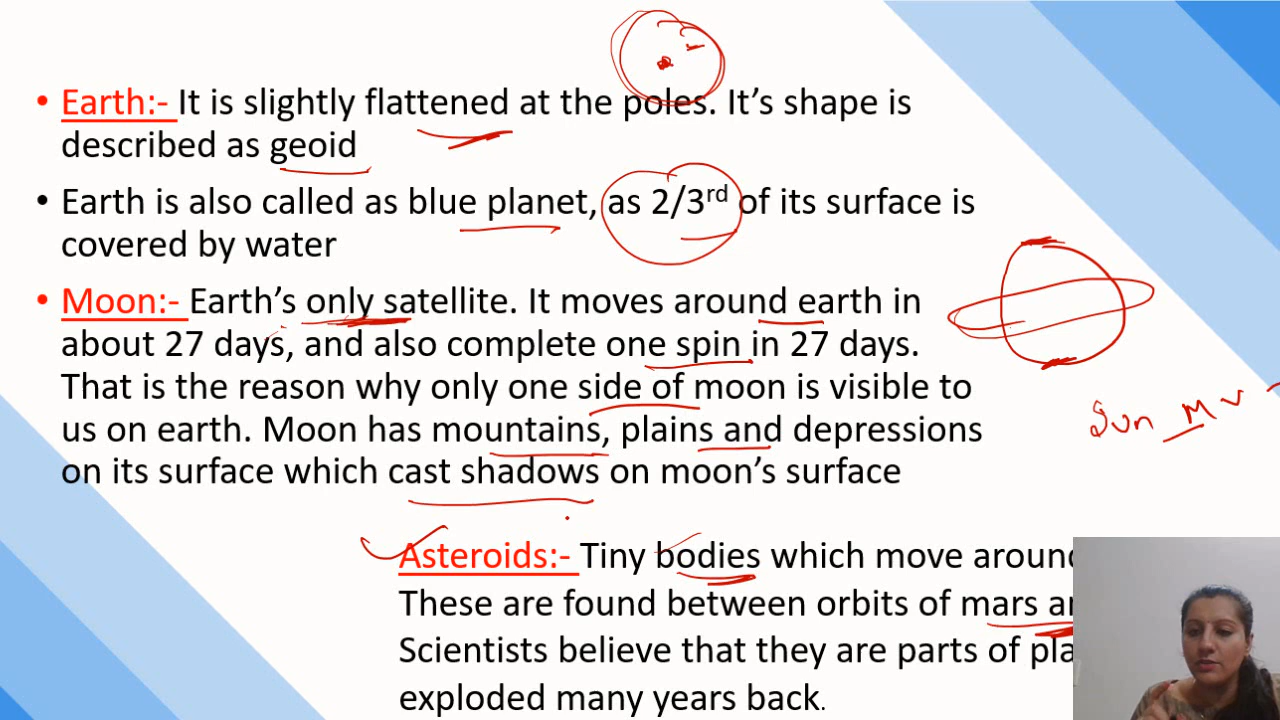 • Earth:- It is slightly flattened at the poles. It’s shape is
described as geoid
• Earth is also called as blue planet, as 2/3rd of its surface is
covered by water
• Moon:- Earth’s only satellite. It moves around earth in
about 27 days, and also complete one spin in 27 days.
That is the reason why only one side of moon is visible to
us on earth. Moon has mountains, plains and depressions
on its surface which cast shadows on moon’s surface
Sun M V
Asteroids:- Tiny bodies which move around
These are found between orbits of mars
Scientists believe that they are parts of
exploded many years back.